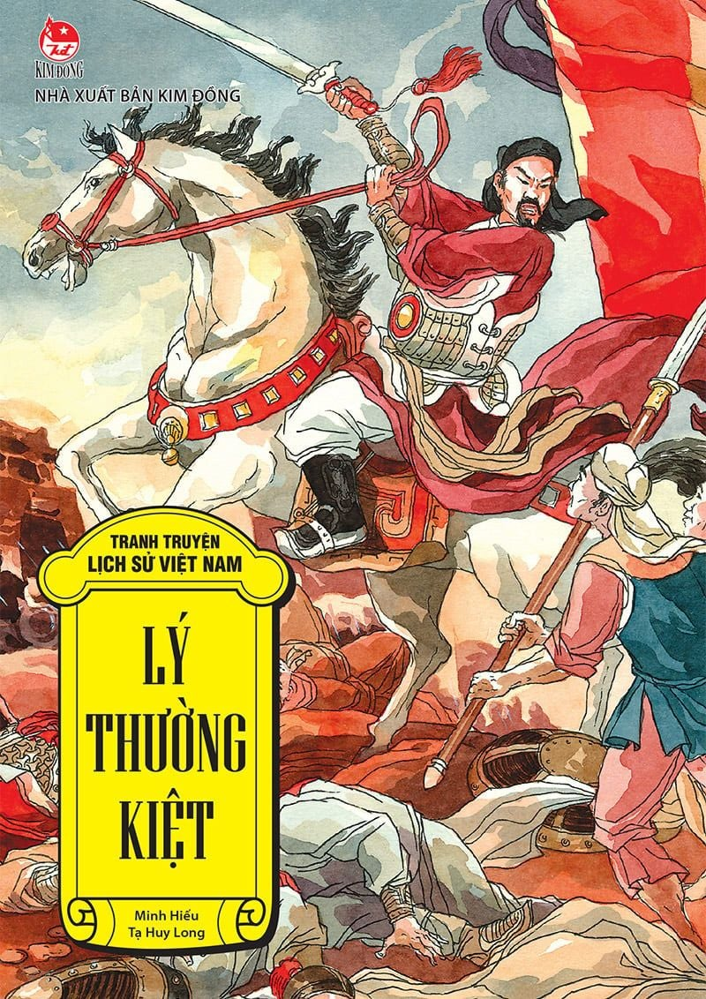 KIM ĐỒNG
NHÀ XUẤT BẢN KIM ĐỒNG
TRANH TRUYỆN
LỊCH SỬ VIỆT NAM
LÝ
THƯỜNG
KIỆT
Minh Hiếu
Tạ Huy Long